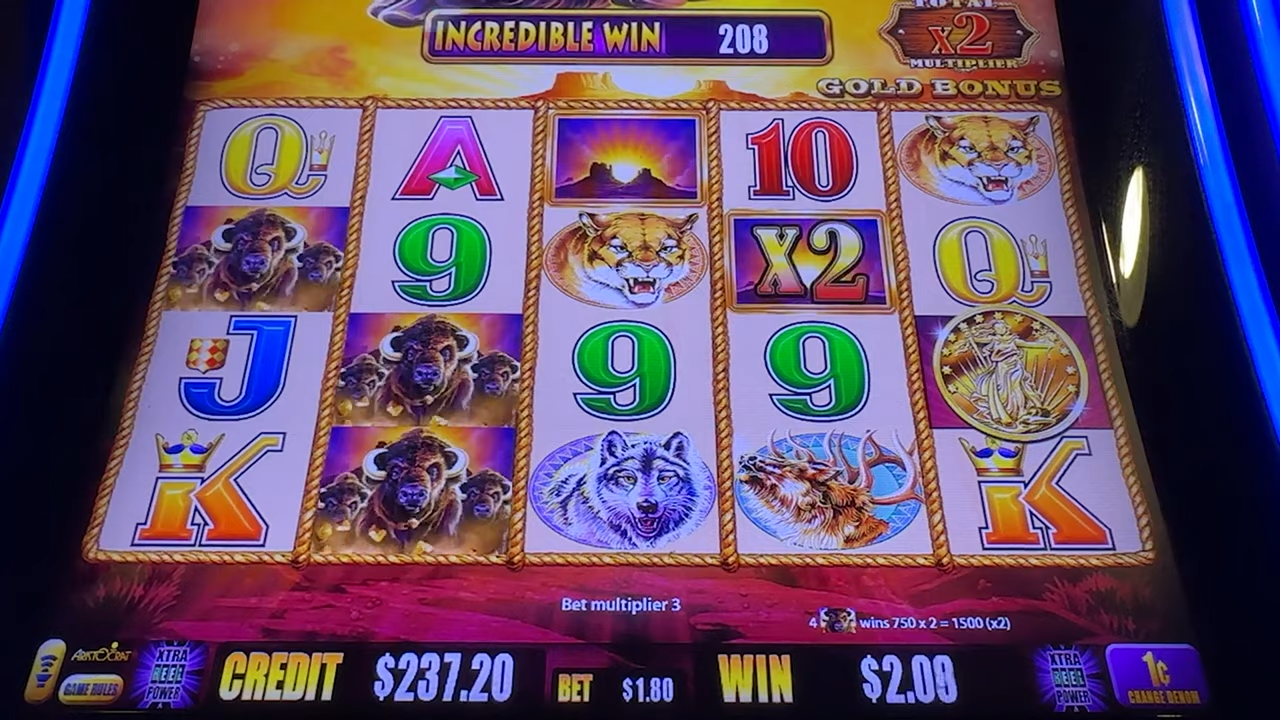 TOTAL
X2
MULTIPLIER
INCREDIBLE WIN 208
GOLD BONUS
Q A 10
9 X2 Q
J 9 9
K K
Bet multiplier 3
4 wins 750 x 2 = 1500 (x2)
ARISTOCRAT
GAME RULES
XTRA
REEL
POWER
CREDIT $237.20
BET $1.80
WIN $2.08
XTRA
REEL
POWER
1¢
CHANGE DENOM